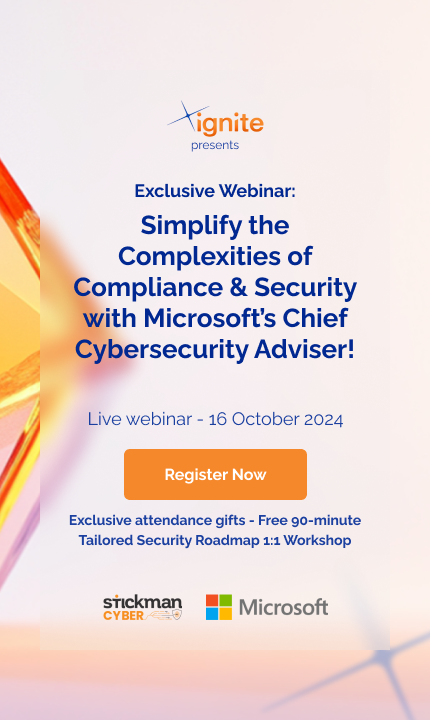 ignite
presents
Exclusive Webinar:
Simplify the
Complexities of
Compliance & Security
with Microsoft’s Chief
Cybersecurity Adviser!
Live webinar - 16 October 2024
Register Now
Exclusive attendance gifts - Free 90-minute
Tailored Security Roadmap 1:1 Workshop
stickman
CYBER
Microsoft